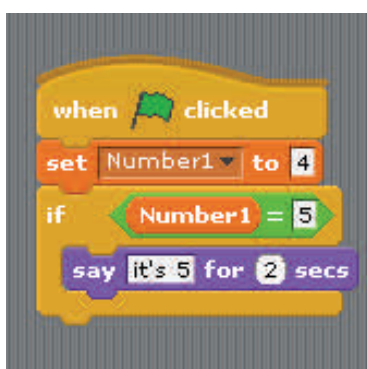 when clicked
set Number1 to 4
if Number1 = 5
say it's 5 for 2 secs